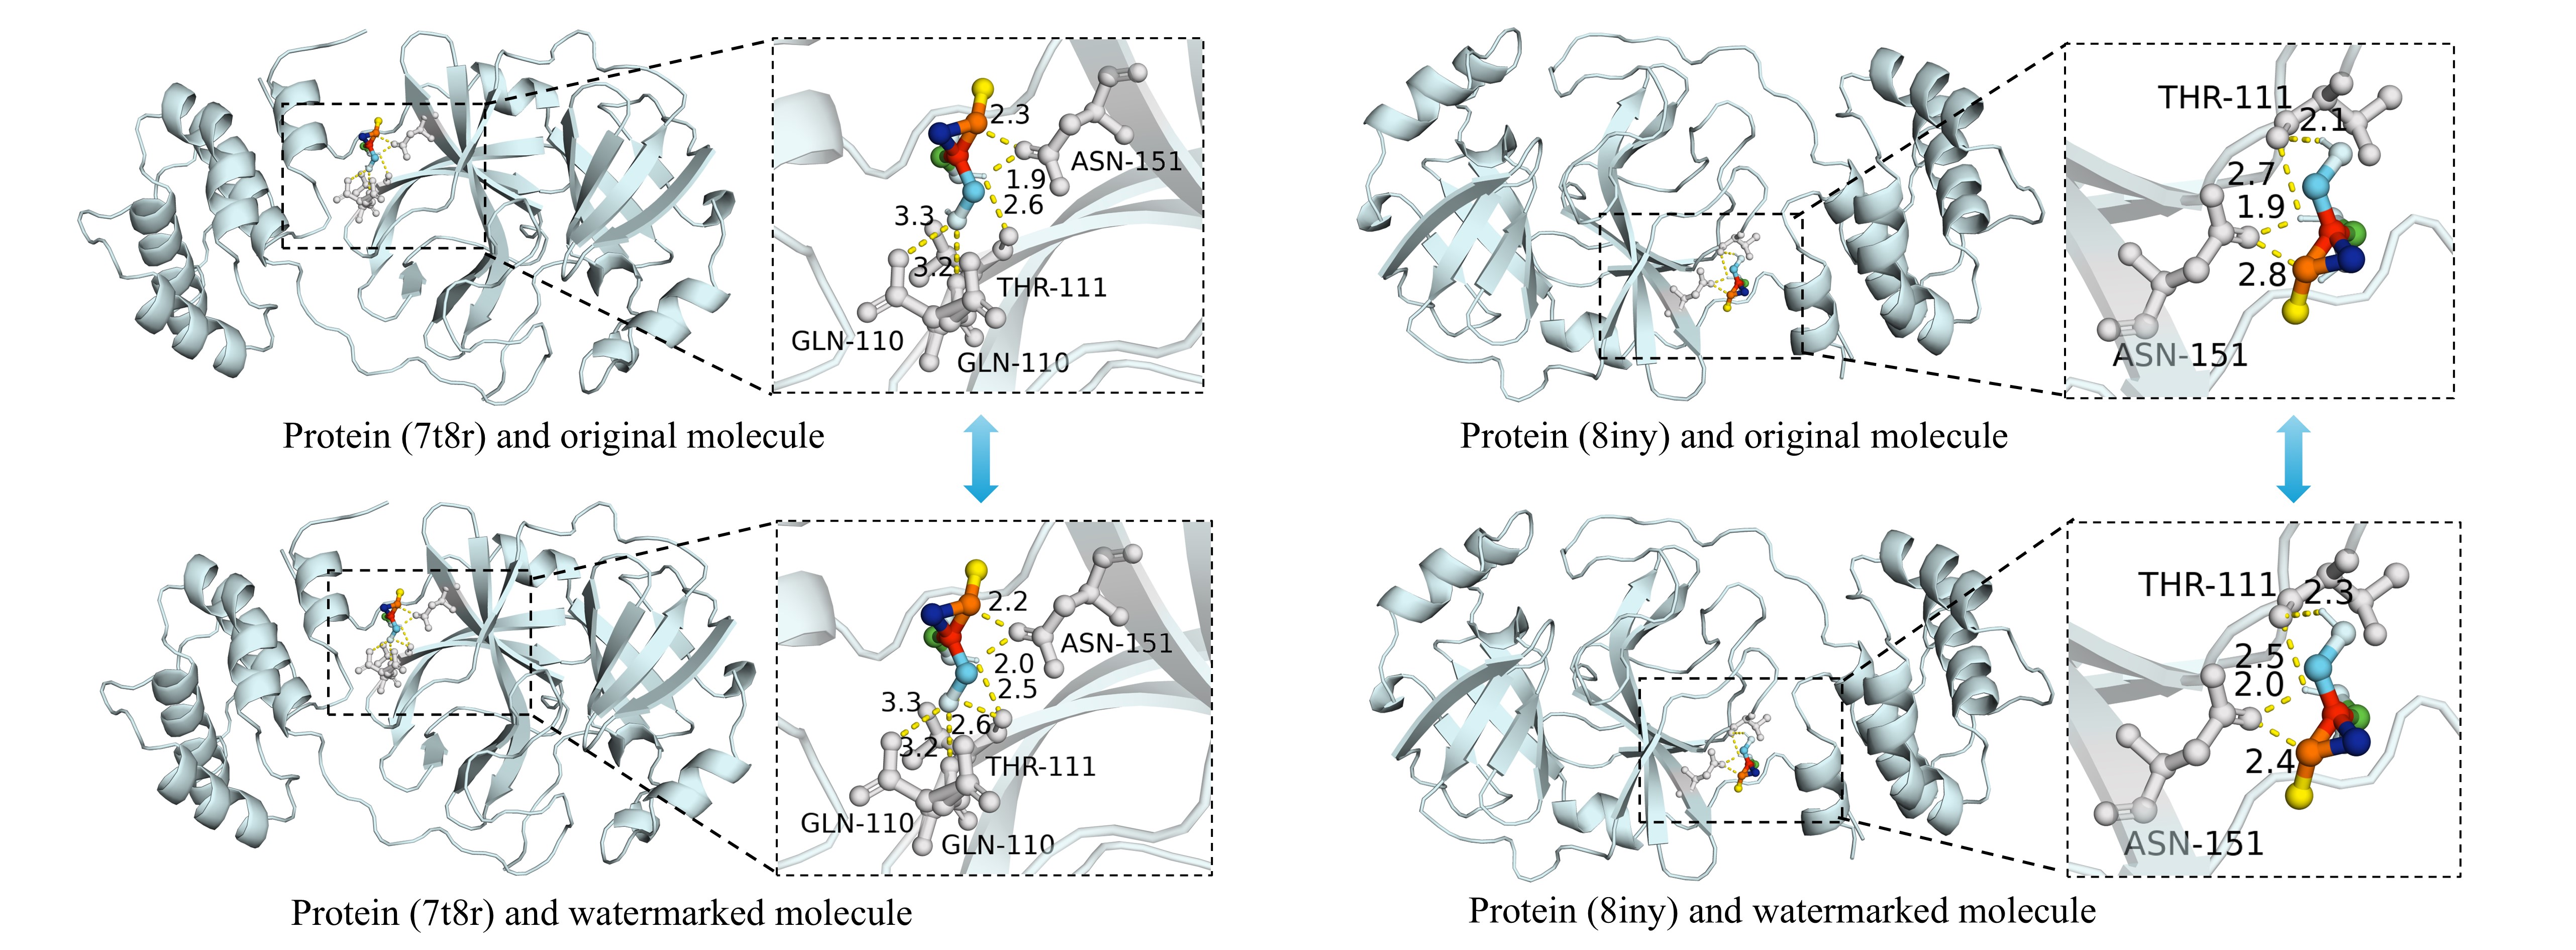 2.3
ASN-151
1.9
2.6
3.3
3.2
THR-111
GLN-110
GLN-110
Protein (7t8r) and original molecule
THR-111
2.1
2.7
1.9
2.8
ASN-151
Protein (8iny) and original molecule
2.2
ASN-151
2.0
2.5
3.3
2.6
3.2
THR-111
GLN-110
GLN-110
Protein (7t8r) and watermarked molecule
THR-111
2.3
2.5
2.0
2.4
ASN-151
Protein (8iny) and watermarked molecule